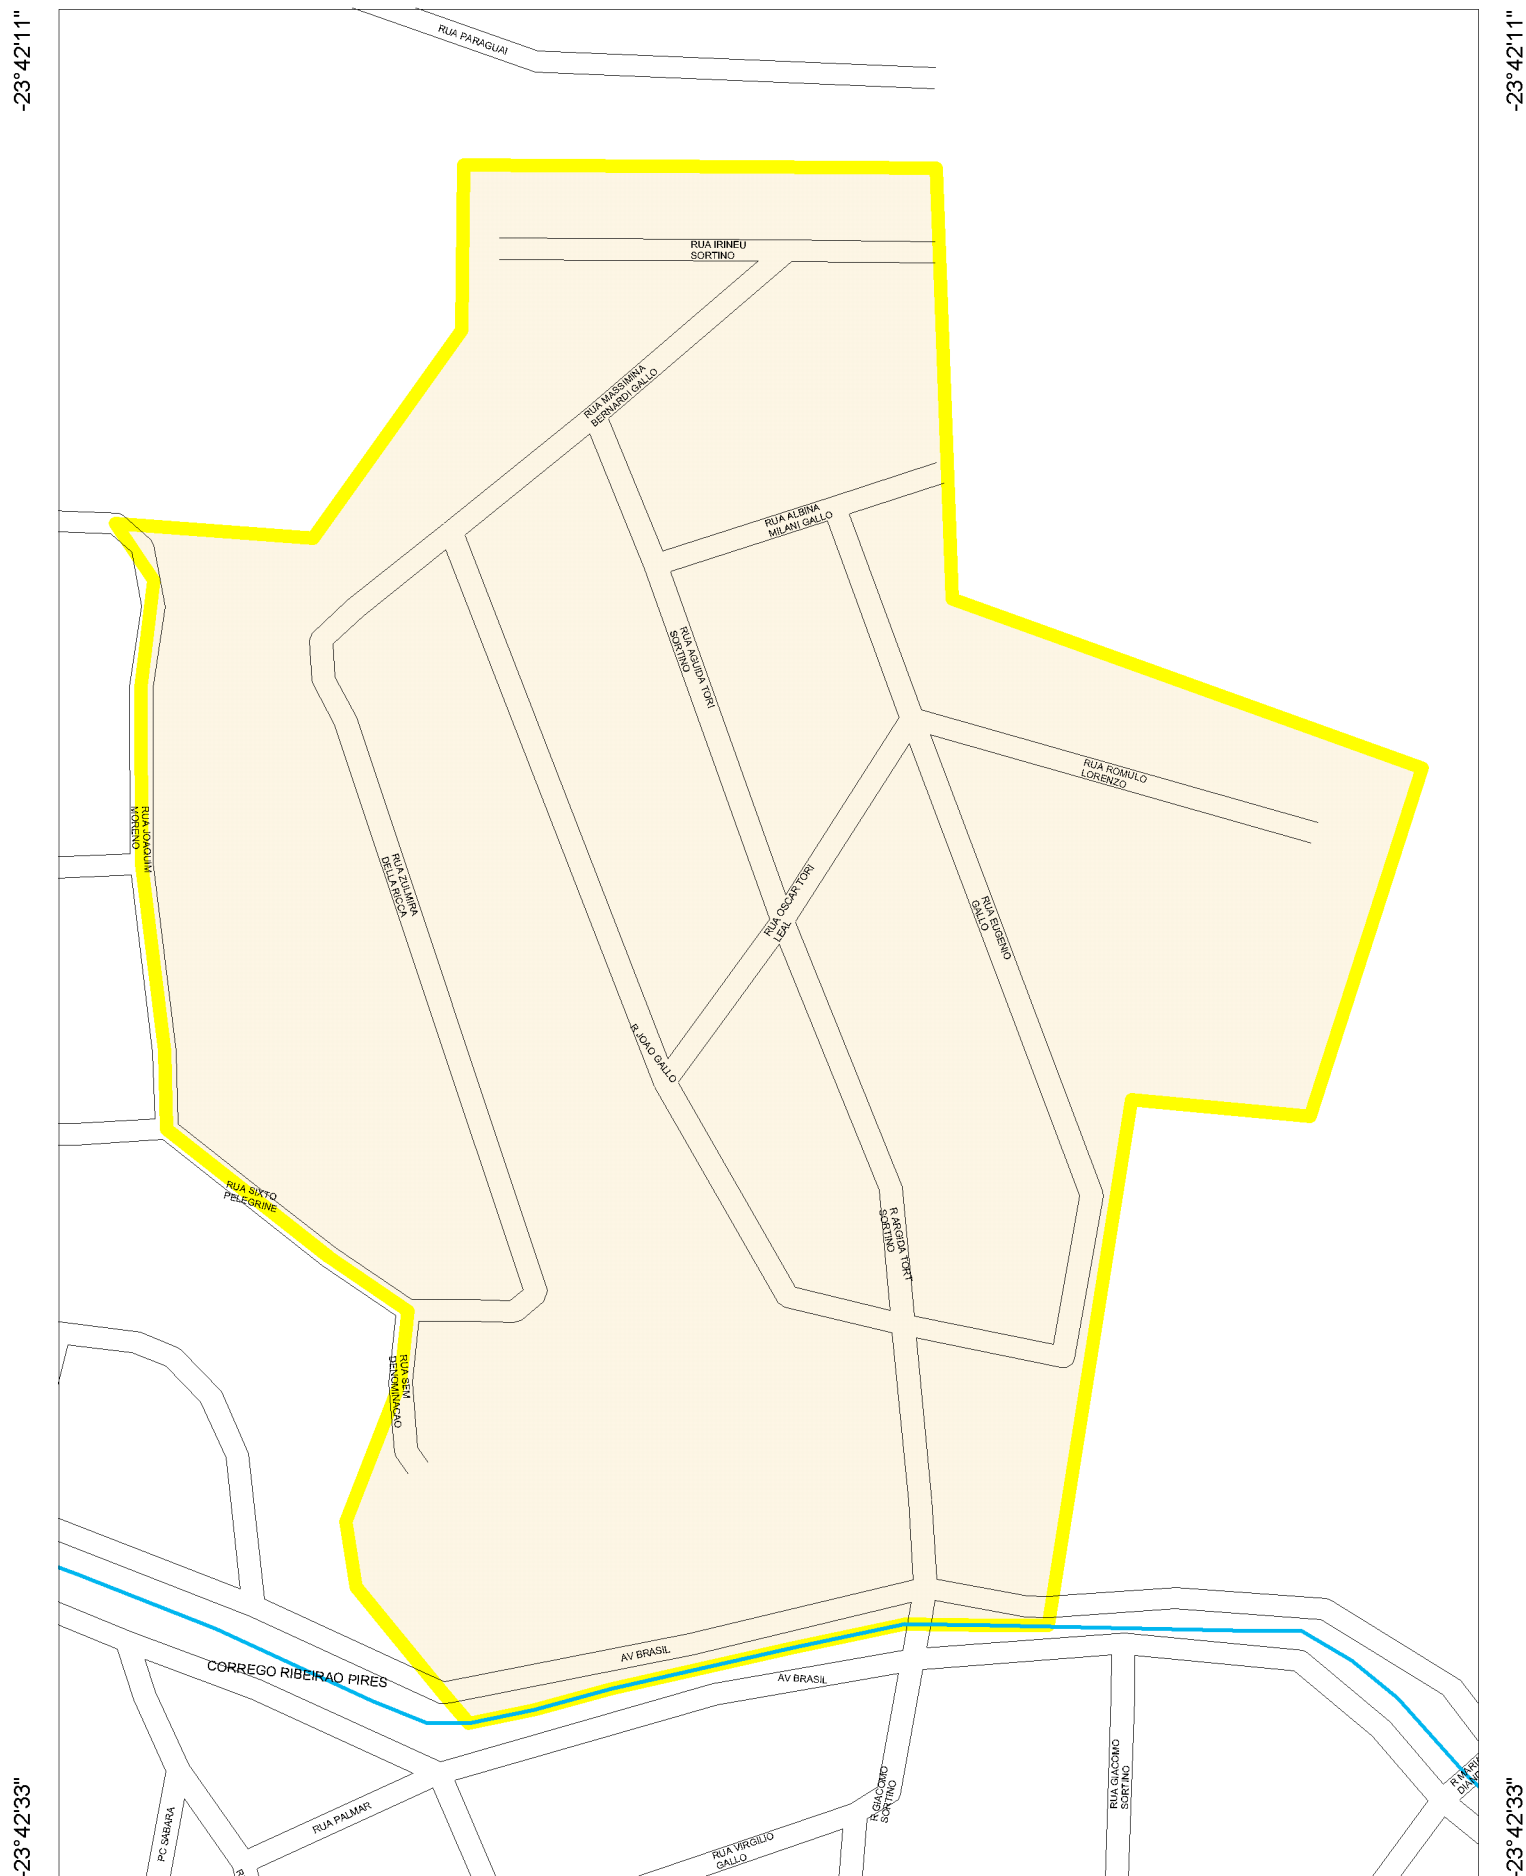 -23°42'11"
-23°42'11"
RUA PARAGUAI
RUA IRINEU
SORTINO
RUA MASSIMINA
BERNARDI GALLO
RUA ALBINA
MILANI GALLO
RUA AGUIDA TORI
SORTINO
RUA ROMULO
LORENZO
RUA JOAQUIM
MORENO
RUA ZULMIRA
DELLA RICCA
RUA OSCAR TORI
LEAL
RUA EUGENIO
GALLO
R JOAO GALLO
RUA SIXTO
PELEGRINE
R ARGIDA TORT
SORTINO
RUA SEM
DENOMINACAO
AV BRASIL
CORREGO RIBEIRAO PIRES
AV BRASIL
R GIACOMO
SORTINO
RUA GIACOMO
SORTINO
R MARIA
RUA PALMAR
PC SABARA
RUA VIRGILIO
GALLO
R
-23°42'33"
-23°42'33"